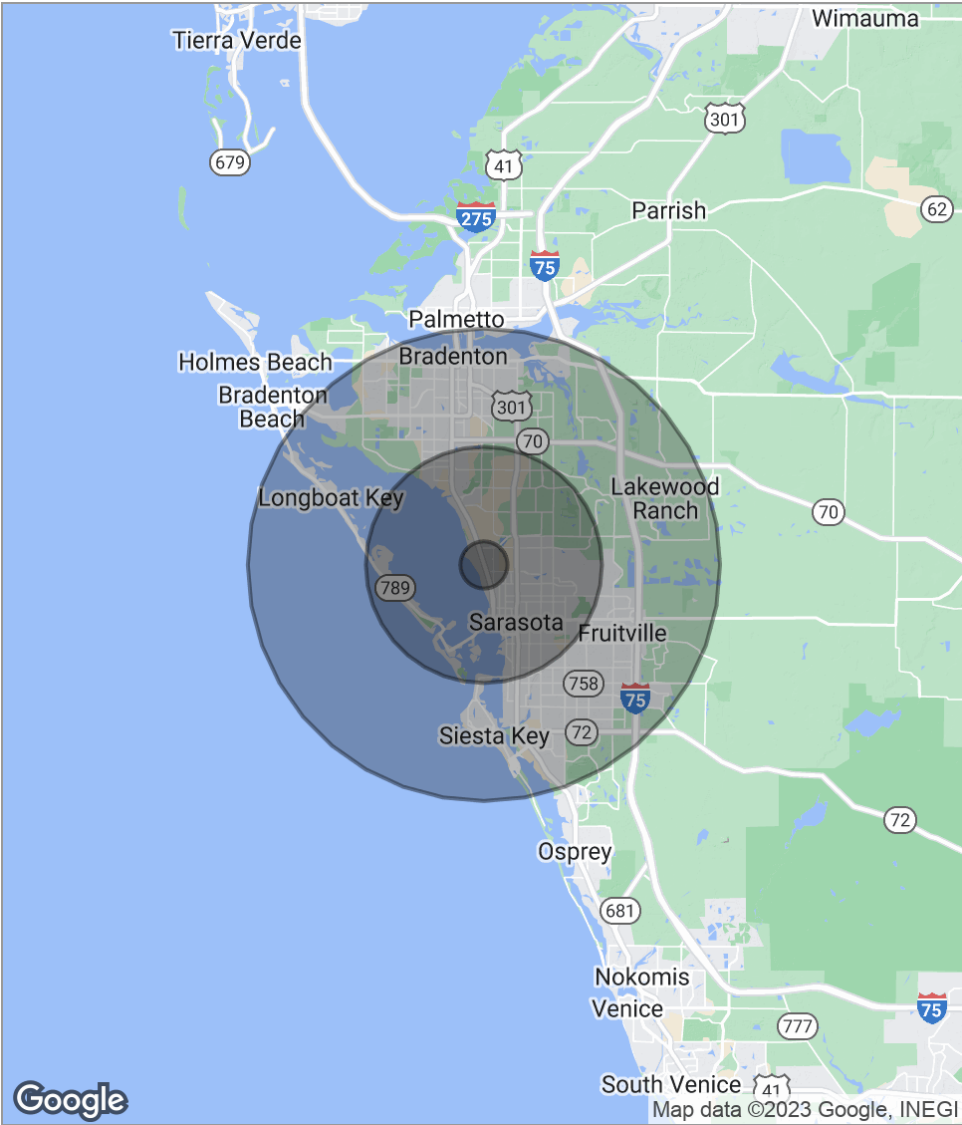 Wimauma
Tierra Verde
301
679
41
62
Parrish
275
75
Palmetto
Bradenton
Holmes Beach
Bradenton
Beach
301
70
Longboat Key
Lakewood
Ranch
70
789
Sarasota
Fruitville
758
75
Siesta Key
72
72
Osprey
681
Nokomis
Venice
75
777
South Venice
41
Google
Map data ©2023 Google, INEGI